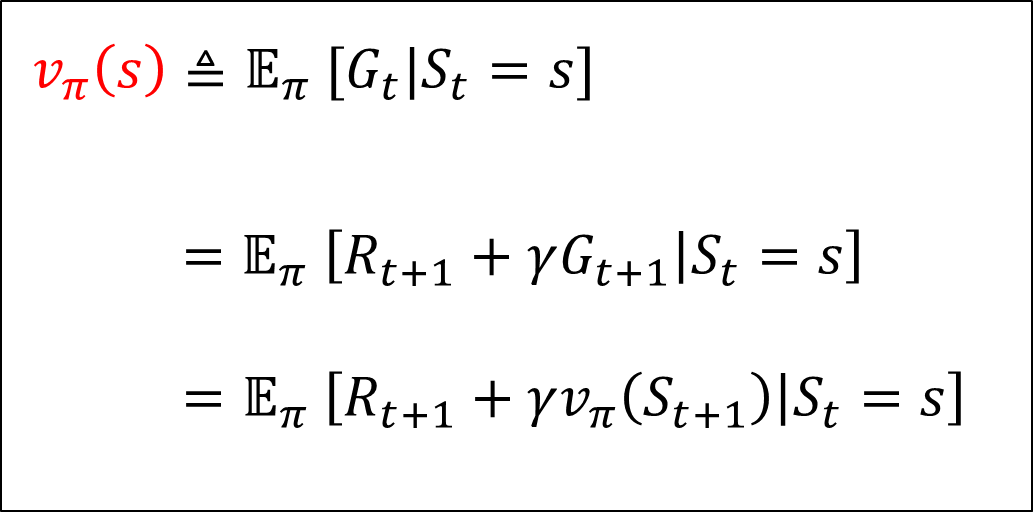 v_π(s) ≜ 𝔼_π [G_t|S_t = s]
= 𝔼_π [R_{t+1} + γG_{t+1}|S_t = s]
= 𝔼_π [R_{t+1} + γv_π(S_{t+1})|S_t = s]